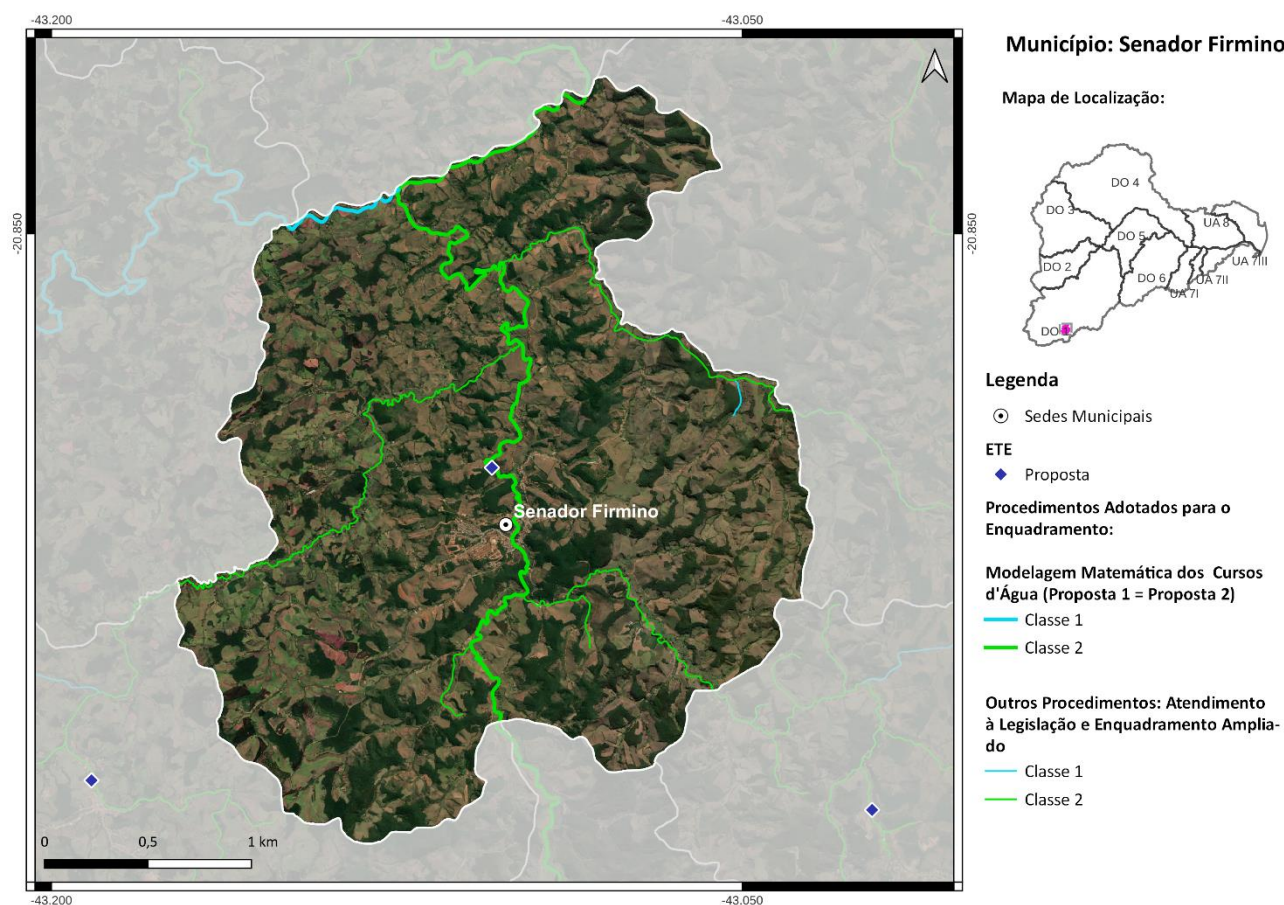 -43.200
-43.050
-20.850
-20.850
Senador Firmino
0
0,5
1 km
-43.200
-43.050
Município: Senador Firmino
Mapa de Localização:
DO 4
DO 3
UA 8
DO 5
UA 7III
DO 2
DO 6
UA 7II
UA 7I
DO 1
Legenda
Sedes Municipais
ETE
Proposta
Procedimentos Adotados para o
Enquadramento:
Modelagem Matemática dos Cursos
d'Água (Proposta 1 = Proposta 2)
Classe 1
Classe 2
Outros Procedimentos: Atendimento
à Legislação e Enquadramento Amplia-
do
Classe 1
Classe 2